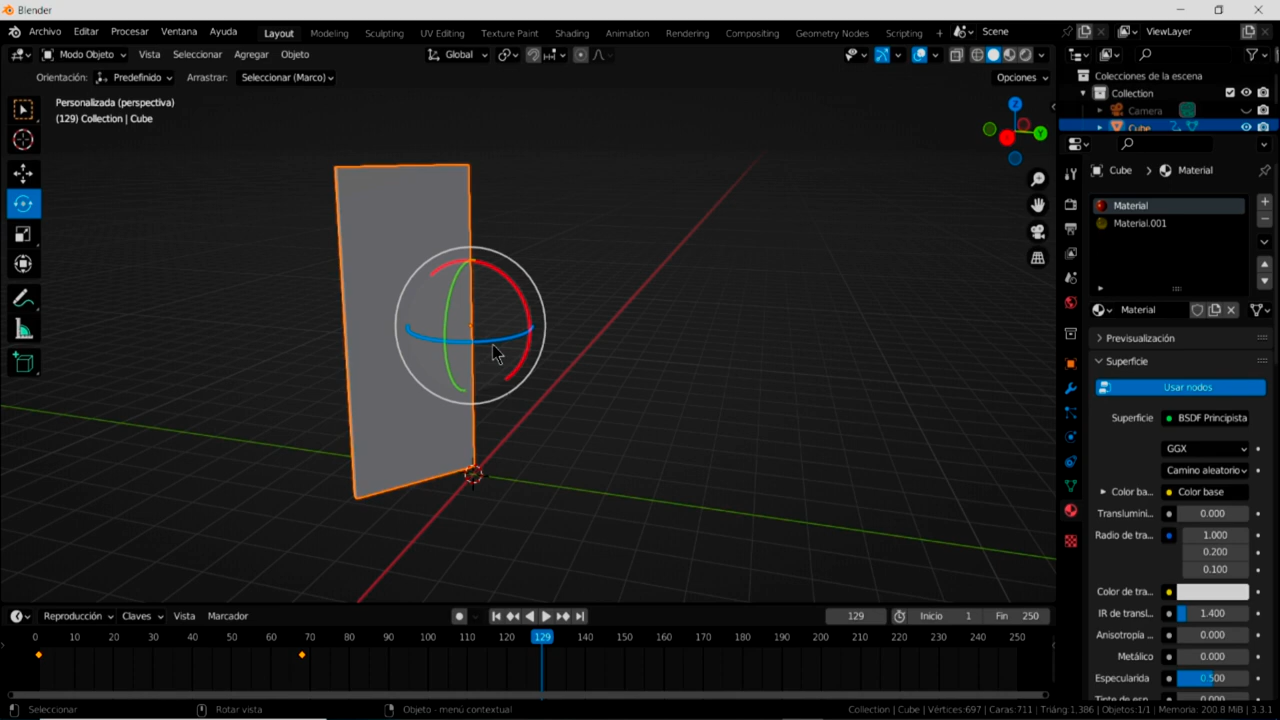 Blender
Archivo Editar Procesar Ventana Ayuda Layout Modeling Sculpting UV Editing Texture Paint Shading Animation Rendering Compositing Geometry Nodes Scripting + Scene ViewLayer
Modo Objeto Vista Seleccionar Agregar Objeto Global
Orientación: Predefinido Arrastrar: Seleccionar (Marco) Opciones
Personalizada (perspectiva)
(129) Collection | Cube
Z
Y
Colecciones de la escena
Collection
Camera
Cube
Cube > Material
Material
Material.001
Material
Previsualización
Superficie
Usar nodos
Superficie BSDF Principista
GGX
Camino aleatorio
Color ba... Color base
Translumini... 0.000
Radio de tra... 1.000
0.200
0.100
Color de tra...
IR de transl... 1.400
Anisotropía ... 0.000
Metálico 0.000
Especularida 0.500
Reproducción Claves Vista Marcador 129 Inicio 1 Fin 250
0 10 20 30 40 50 60 70 80 90 100 110 120 129 140 150 160 170 180 190 200 210 220 230 240 250
Seleccionar Rotar vista Objeto - menú contextual Collection | Cube | Vértices:697 | Caras:711 | Triáng:1,386 | Objetos:1/1 | Memoria: 200.8 MiB | 3.3.1